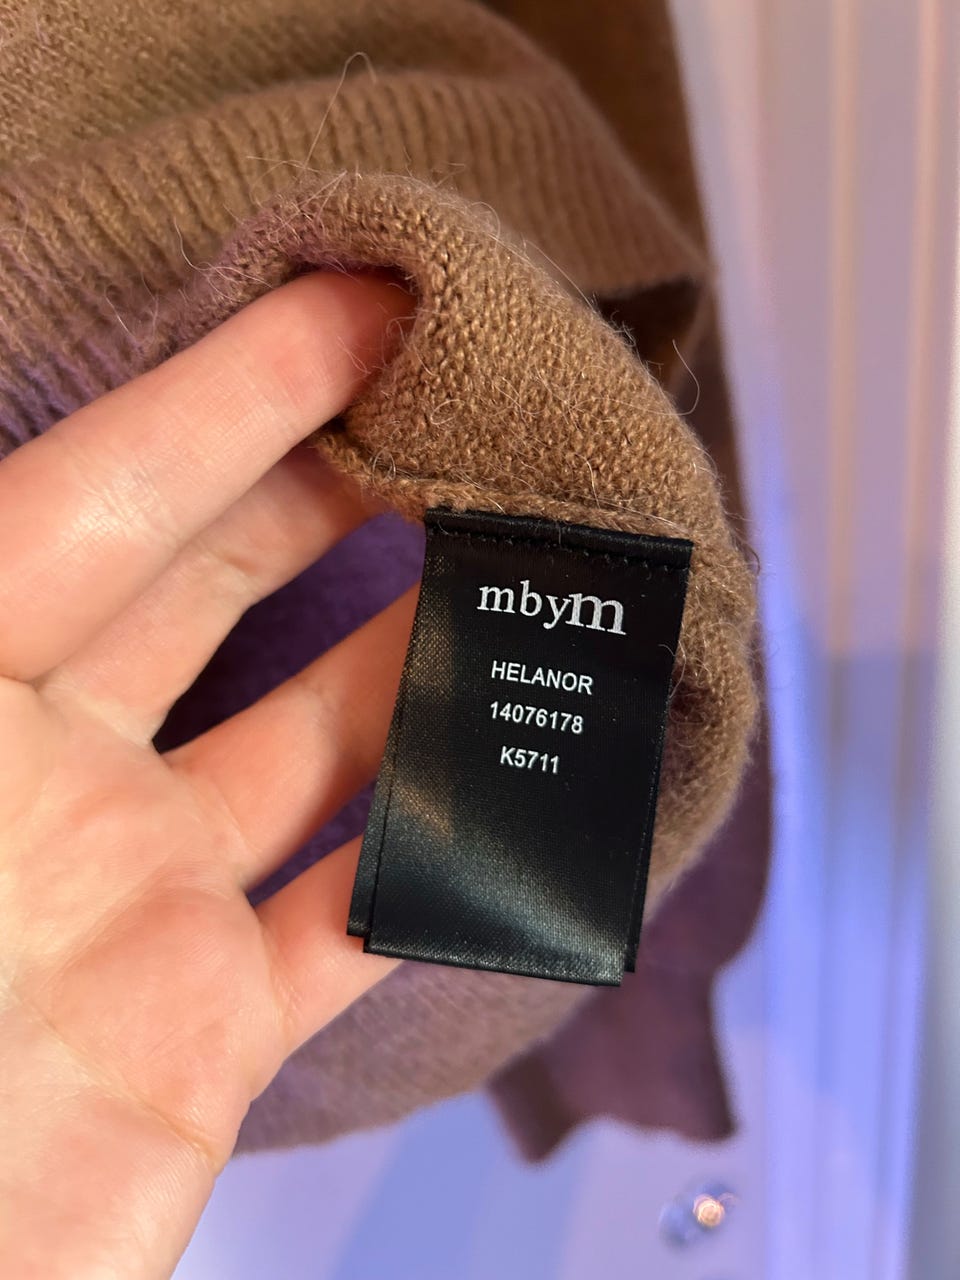 mbym
HELANOR
14076178
K5711